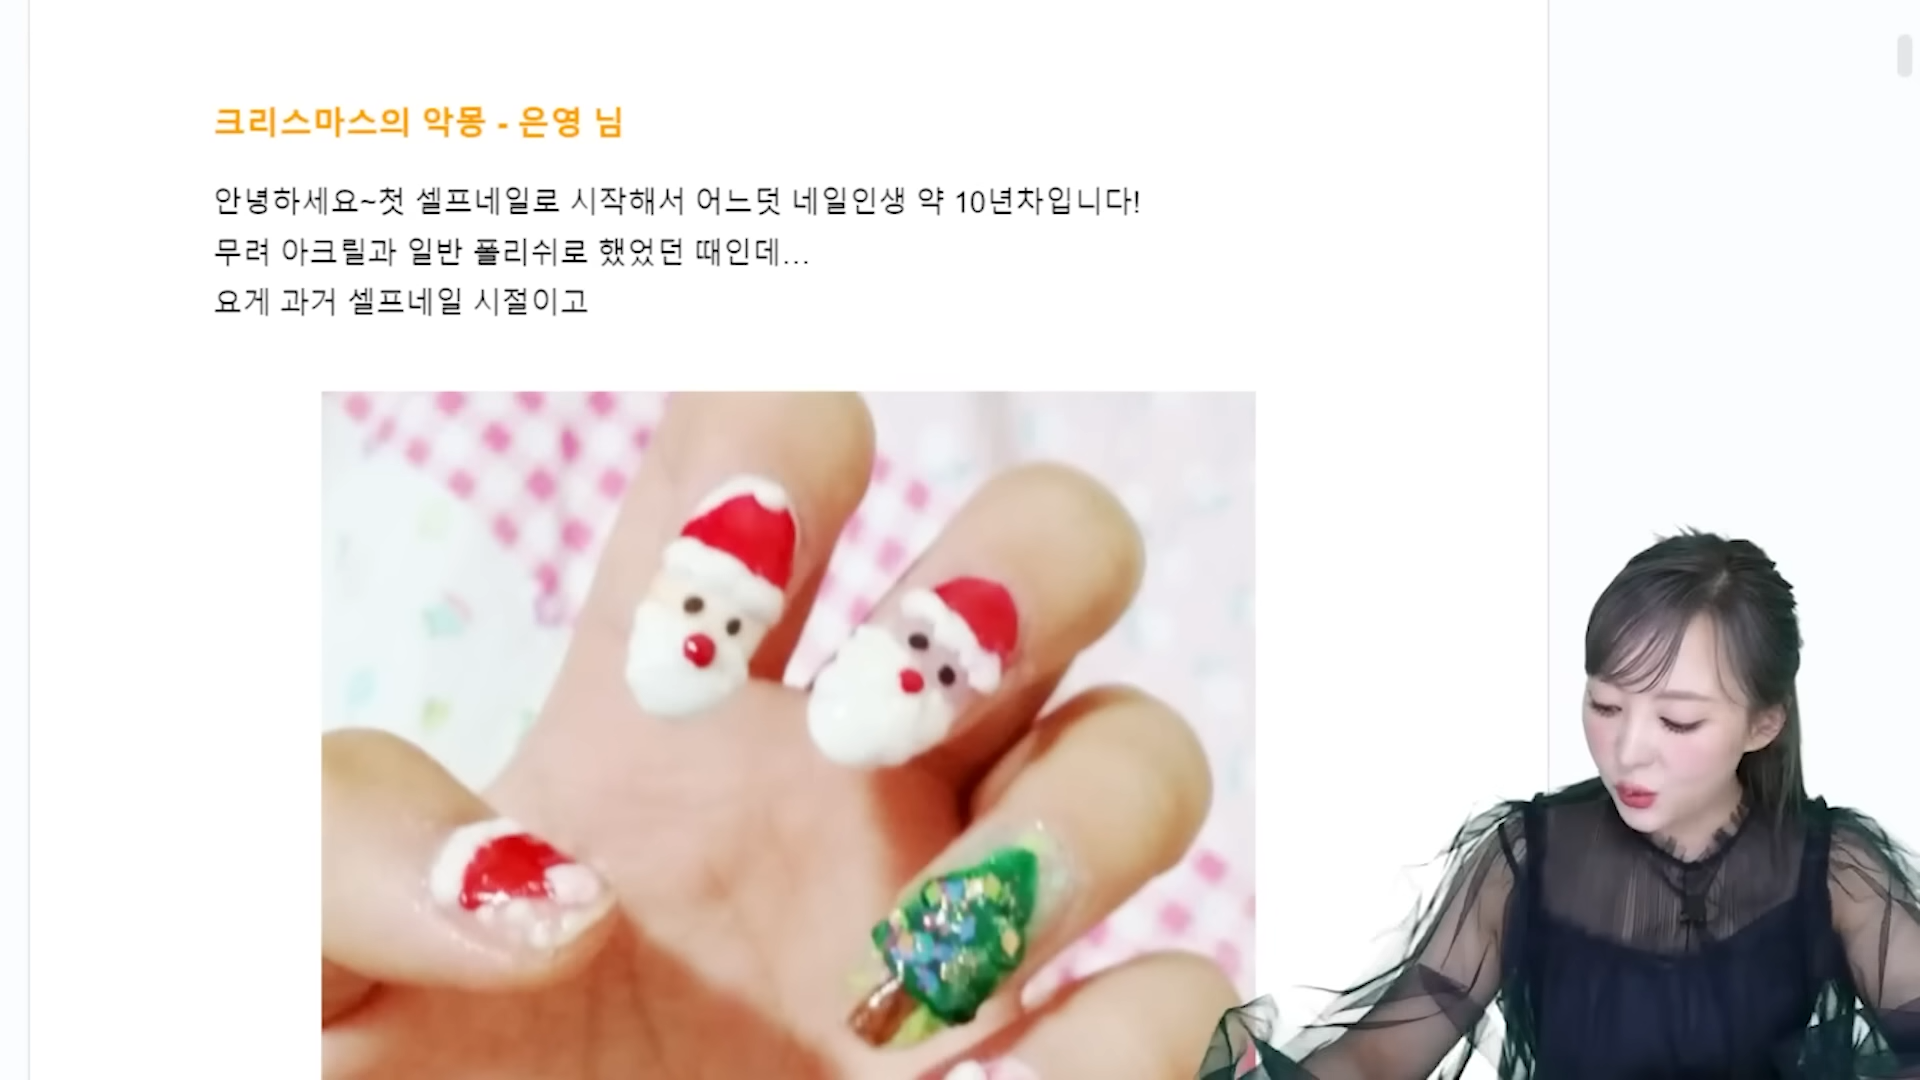 크리스마스의 악몽 - 은영 님
안녕하세요~첫 셀프네일로 시작해서 어느덧 네일인생 약 10년차입니다!
무려 아크릴과 일반 폴리쉬로 했었던 때인데...
요게 과거 셀프네일 시절이고